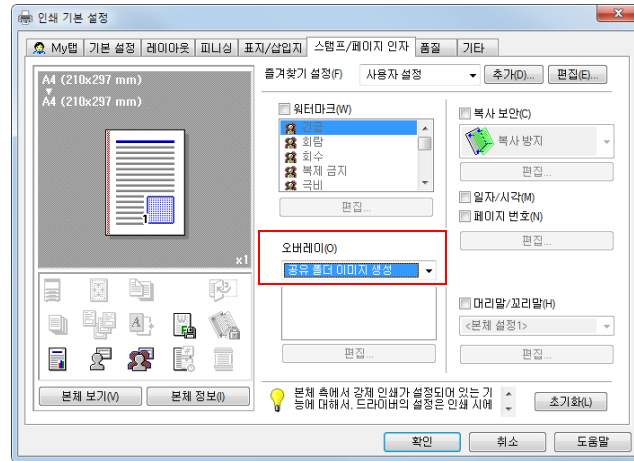 인쇄 기본 설정
My탭
기본 설정
레이아웃
피니싱
표지/삽입지
스탬프/페이지 인자
품질
기타
A4 (210x297 mm)
A4 (210x297 mm)
1
x1
본체 보기(V)
본체 정보(I)
즐겨찾기 설정(F)
사용자 설정
추가(D)...
편집(E)...
워터마크(W)
긴급
회람
회수
복제 금지
극비
편집...
오버레이(O)
공유 폴더 이미지 생성
편집...
복사 보안(C)
복사 방지
편집...
일자/시각(M)
페이지 번호(N)
편집...
머리말/꼬리말(H)
<본체 설정1>
편집...
본체 측에서 강제 인쇄가 설정되어 있는 기
능에 대해서, 드라이버의 설정은 인쇄 시에
초기화(L)
확인
취소
도움말